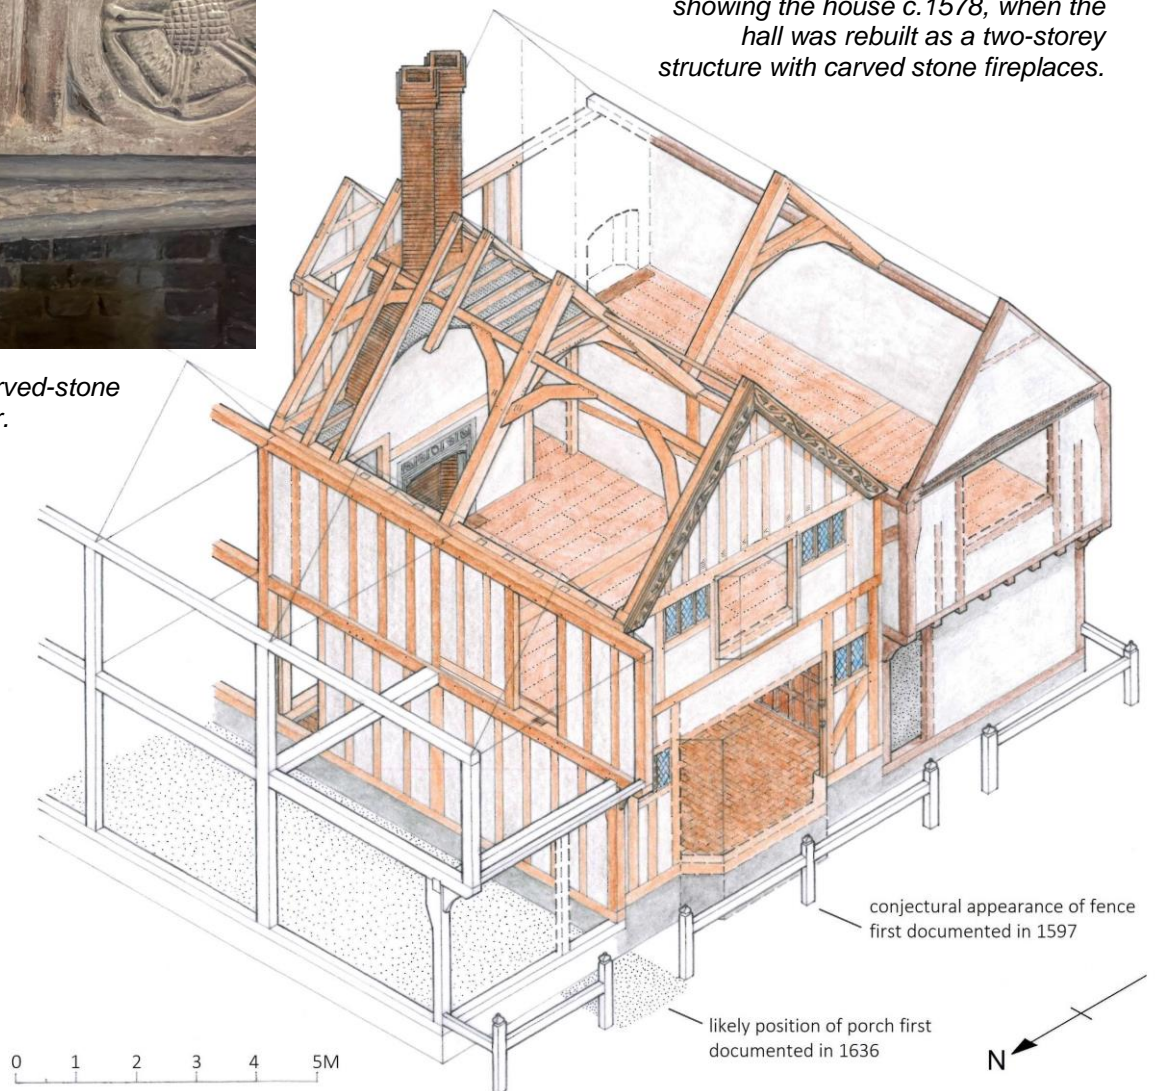 showing the house c.1578, when the
hall was rebuilt as a two-storey
structure with carved stone fireplaces.
rved-stone
r.
conjectural appearance of fence
first documented in 1597
likely position of porch first
documented in 1636
0 1 2 3 4 5M
N